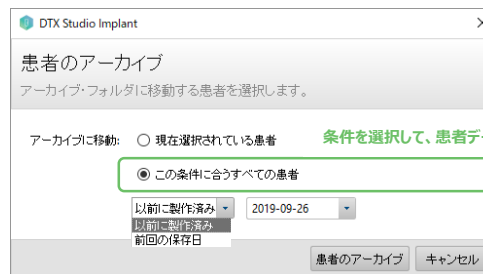 DTX Studio Implant
患者のアーカイブ
アーカイブ・フォルダに移動する患者を選択します。
アーカイブに移動: 現在選択されている患者 条件を選択して、患者デ
この条件に合うすべての患者
以前に製作済み 2019-09-26
以前に製作済み
前回の保存日
患者のアーカイブ キャンセル